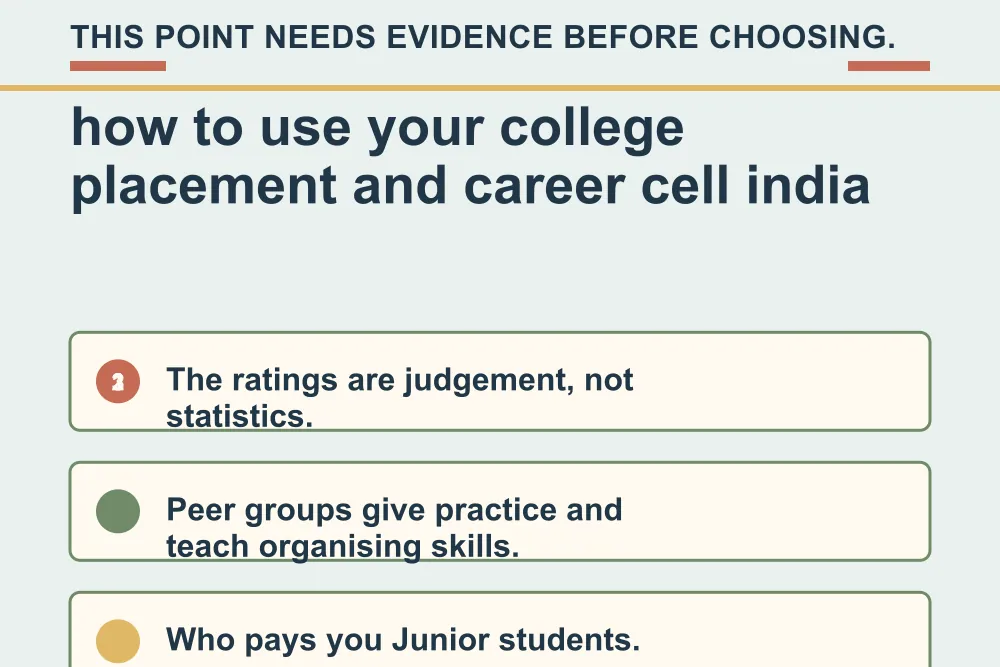 THIS POINT NEEDS EVIDENCE BEFORE CHOOSING.
how to use your college
placement and career cell india
The ratings are judgement, not
statistics.
Peer groups give practice and
teach organising skills.
Who pays you Junior students.